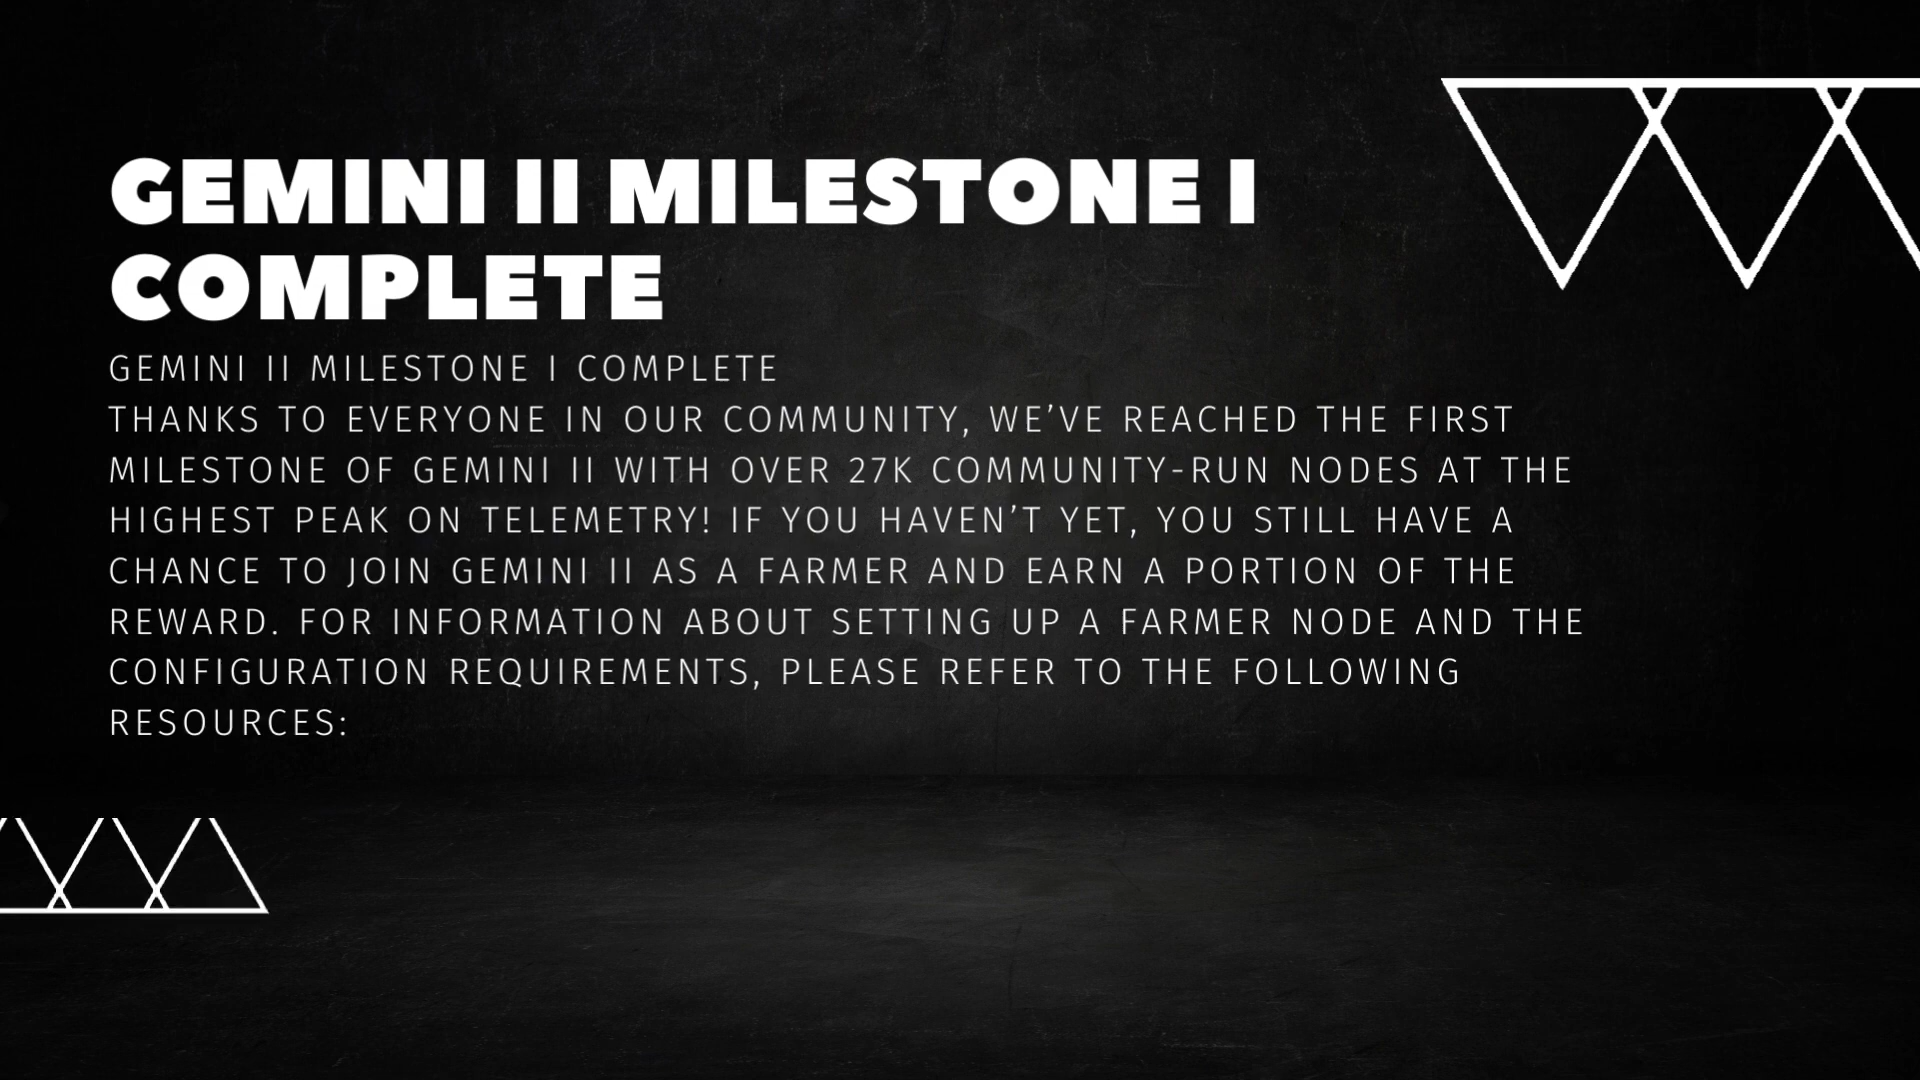 GEMINI II MILESTONE I
COMPLETE
GEMINI II MILESTONE I COMPLETE
THANKS TO EVERYONE IN OUR COMMUNITY, WE’VE REACHED THE FIRST
MILESTONE OF GEMINI II WITH OVER 27K COMMUNITY-RUN NODES AT THE
HIGHEST PEAK ON TELEMETRY! IF YOU HAVEN’T YET, YOU STILL HAVE A
CHANCE TO JOIN GEMINI II AS A FARMER AND EARN A PORTION OF THE
REWARD. FOR INFORMATION ABOUT SETTING UP A FARMER NODE AND THE
CONFIGURATION REQUIREMENTS, PLEASE REFER TO THE FOLLOWING
RESOURCES: